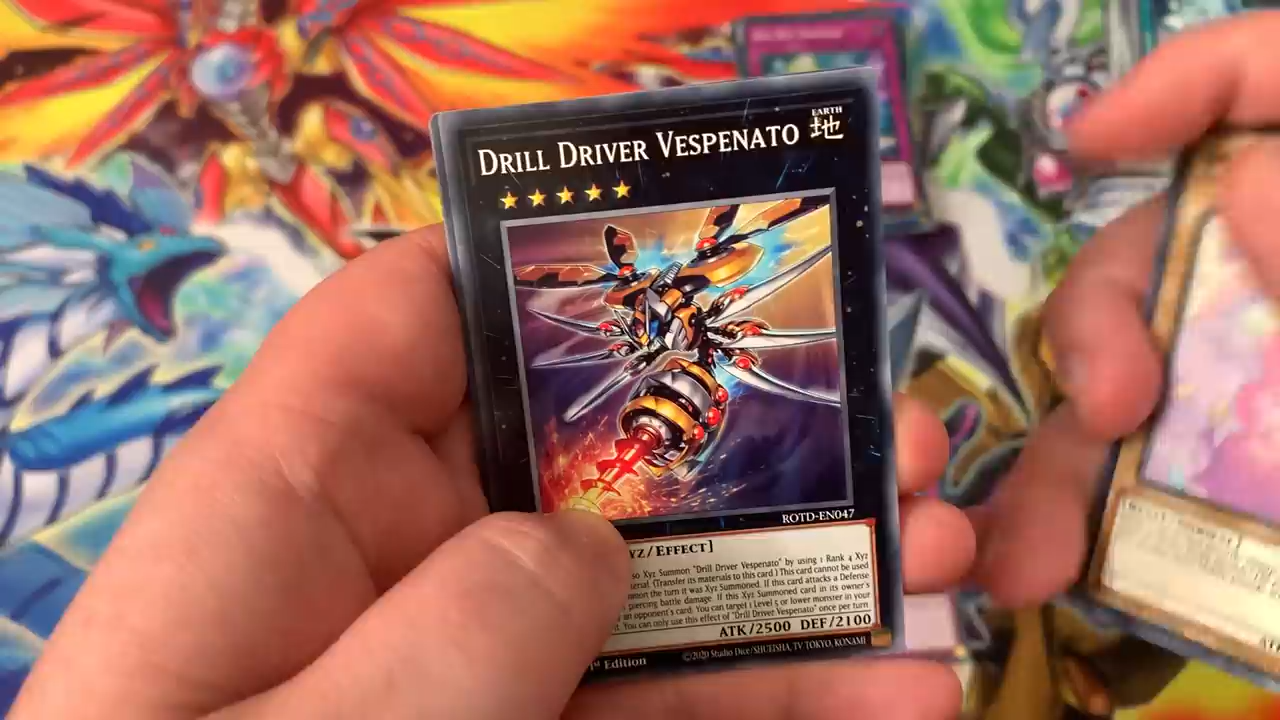 DRILL DRIVER VESPENATO
EARTH
地
ROTD-EN047
YZ/EFFECT]
so Xyz Summon "Drill Driver Vespenato" by using 1 Rank 4 Xyz
erial. (Transfer its materials to this card.) This card cannot be used
mon the turn it was Xyz Summoned. If this card attacks a Defense
piercing battle damage. If this Xyz Summoned card in its owner's
y an opponent's card: You can target 1 Level 5 or lower monster in your
You can only use this effect of "Drill Driver Vespenato" once per turn
ATK/2500 DEF/2100
1st Edition
©2020 Studio Dice/SHUEISHA, TV TOKYO, KONAMI